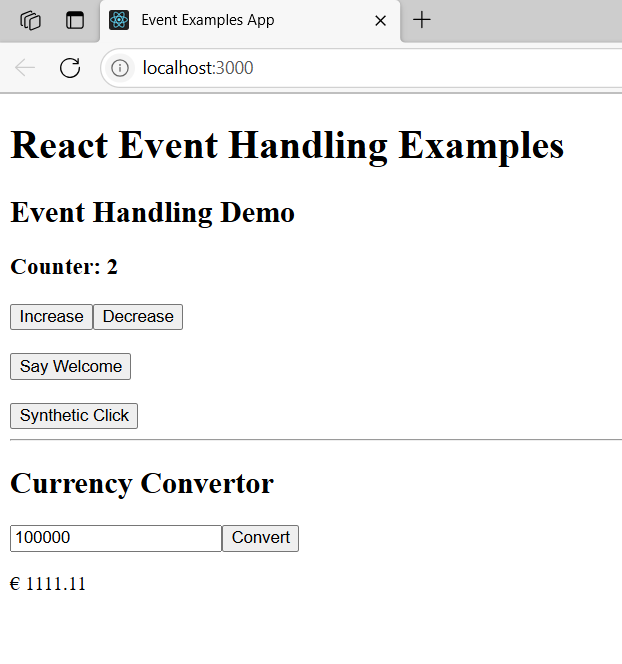 Event Examples App
localhost:3000
React Event Handling Examples
Event Handling Demo
Counter: 2
Increase Decrease
Say Welcome
Synthetic Click
Currency Convertor
100000 Convert
€ 1111.11